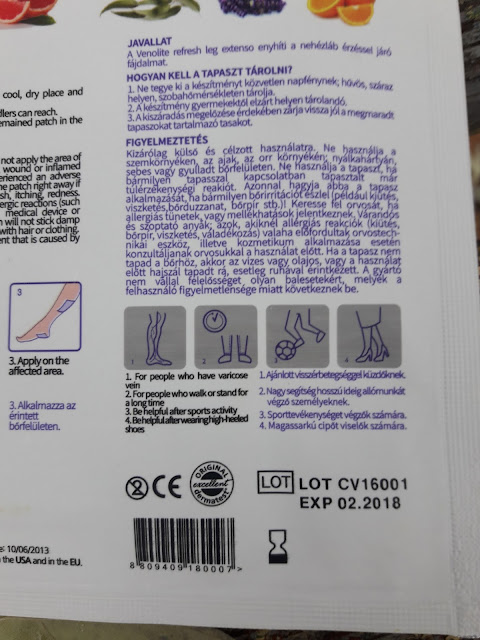 cool, dry place and
dlers can reach.
emained patch in the
not apply the area of
wound or inflamed
erienced an adverse
he patch right away if
sh, itching, redness.
ergic reactions (such
medical device or
n will not stick damp
with hair or clothing.
ent that is caused by
3
3. Apply on the
affected area.
3. Alkalmazza az
érintett
bőrfelületen.
: 10/06/2013
the USA and in the EU.
JAVALLAT
A Venolite refresh leg extenso enyhíti a nehézláb érzéssel járó
fájdalmat.
HOGYAN KELL A TAPASZT TÁROLNI?
1. Ne tegye ki a készítményt közvetlen napfénynek; hűvös, száraz
helyen, szobahőmérsékleten tárolja.
2. A készítmény gyermekektől elzárt helyen tárolandó.
3. A kiszáradás megelőzése érdekében zárja vissza jól a megmaradt
tapaszokat tartalmazó tasakot.
FIGYELMEZTETÉS
Kizárólag külső és célzott használatra. Ne használja a
szemkörnyéken, az ajak, az orr környékén; nyálkahártyán,
sebes vagy gyulladt bőrfelületen. Ne használja a tapaszt, ha
bármilyen tapasszal kapcsolatban tapasztalt már
túlérzékenységi reakciót. Azonnal hagyja abba a tapasz
alkalmazását, ha bármilyen bőrirritációt észlel (például kiütés,
viszketés, bőrduzzanat, bőrpír stb.)! Keresse fel orvosát, ha
allergiás tünetek, vagy mellékhatások jelentkeznek. Várandós
és szoptató anyák; azok, akiknél allergiás reakciók (kiütés,
bőrpír, viszketés, váladékozás) valaha előfordultak orvostech-
nikai eszköz, illetve kozmetikum alkalmazása esetén
konzultáljanak orvosukkal a használat előtt. Ha a tapasz nem
tapad a bőrhöz, akkor az vizes vagy olajos, vagy a használat
előtt hajszál tapadt rá, esetleg ruhával érintkezett. A gyártó
nem vállal felelősséget olyan balesetekért, melyek a
felhasználó figyelmetlensége miatt következnek be.
1
2
3
4
1. For people who have varicose
vein
2. For people who walk or stand for
a long time
3. Be helpful after sports activity
4. Be helpful after wearing high-heeled
shoes
1. Ajánlott visszérbetegséggel küzdőknek.
2. Nagy segítség hosszú ideig állómunkát
végző személyeknek.
3. Sporttevékenységet végzők számára.
4. Magassarkú cipőt viselők számára.
2
CE
ORIGINAL
excellent
dermatest
LOT LOT CV16001
EXP 02.2018
8 809409 180007 >